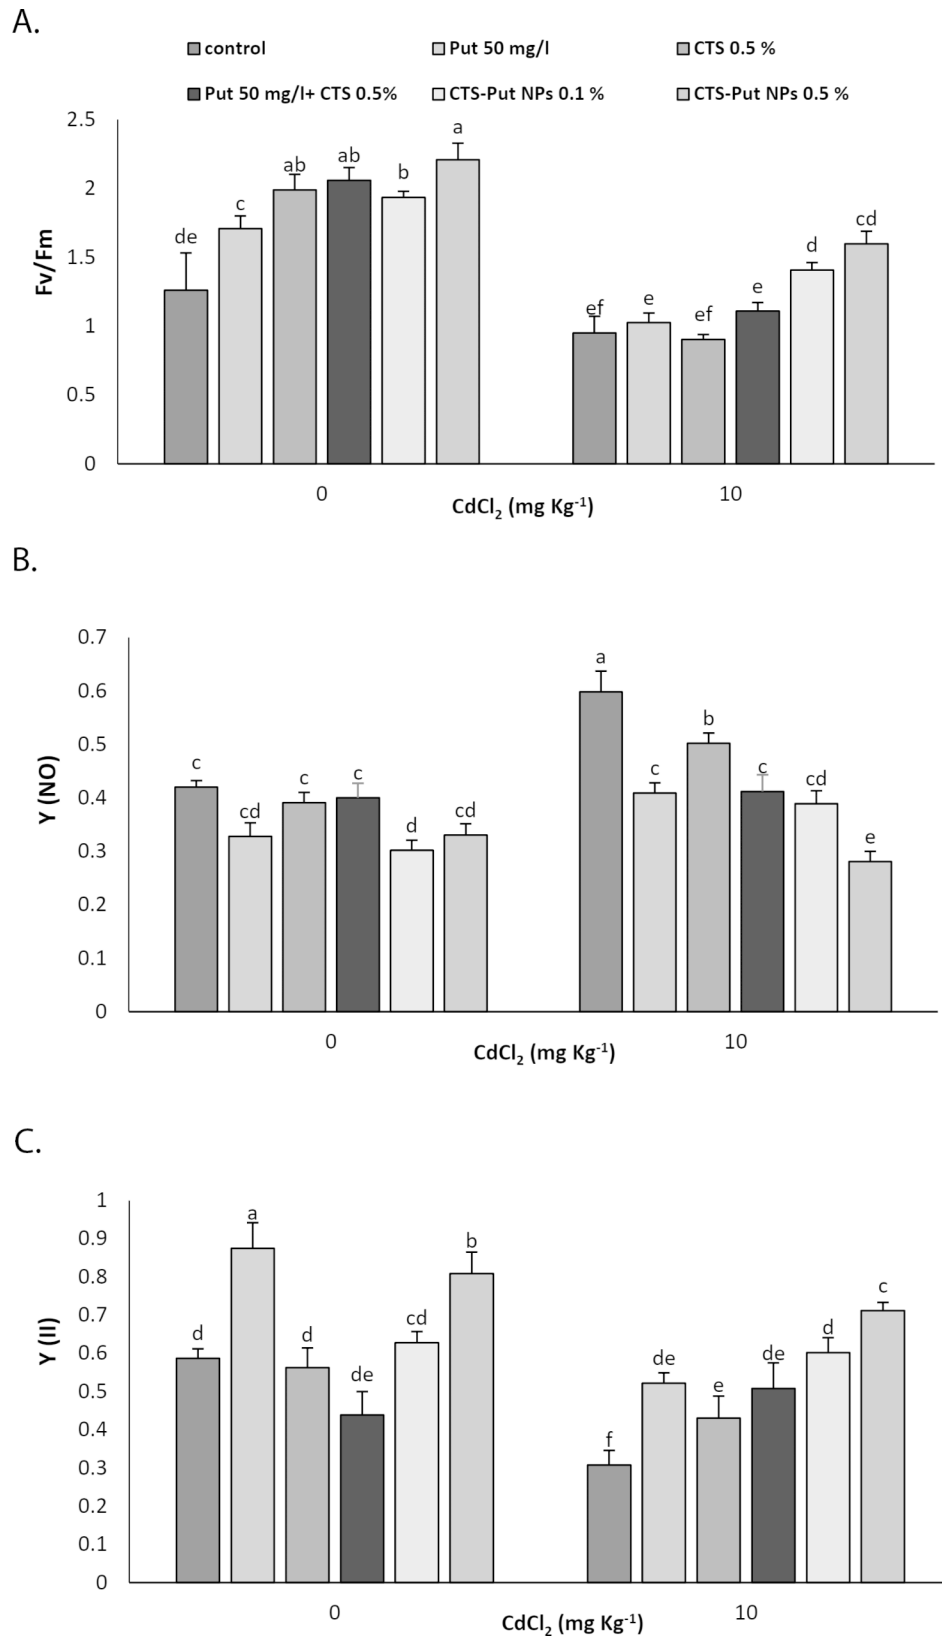 A.
control Put 50 mg/l CTS 0.5 %
Put 50 mg/l+ CTS 0.5% CTS-Put NPs 0.1 % CTS-Put NPs 0.5 %
2.5
2
1.5
1
0.5
0
Fv/Fm
de c ab ab b a ef e ef e d cd
0 10
CdCl₂ (mg Kg⁻¹)
B.
0.7
0.6
0.5
0.4
0.3
0.2
0.1
0
Y (NO)
c cd c c d cd a c b c cd e
0 10
CdCl₂ (mg Kg⁻¹)
C.
1
0.9
0.8
0.7
0.6
0.5
0.4
0.3
0.2
0.1
0
Y (II)
d a d de cd b f de e de d c
0 10
CdCl₂ (mg Kg⁻¹)